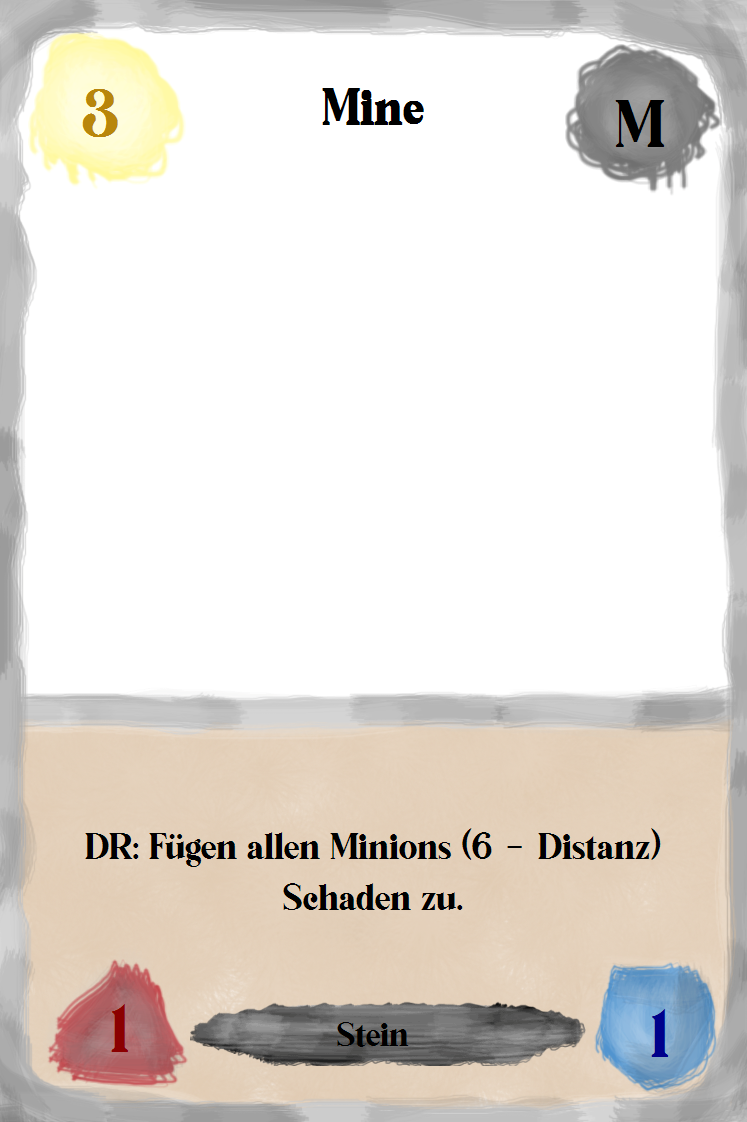 3
Mine
M
DR: Fügen allen Minions (6 - Distanz)
Schaden zu.
1
Stein
1